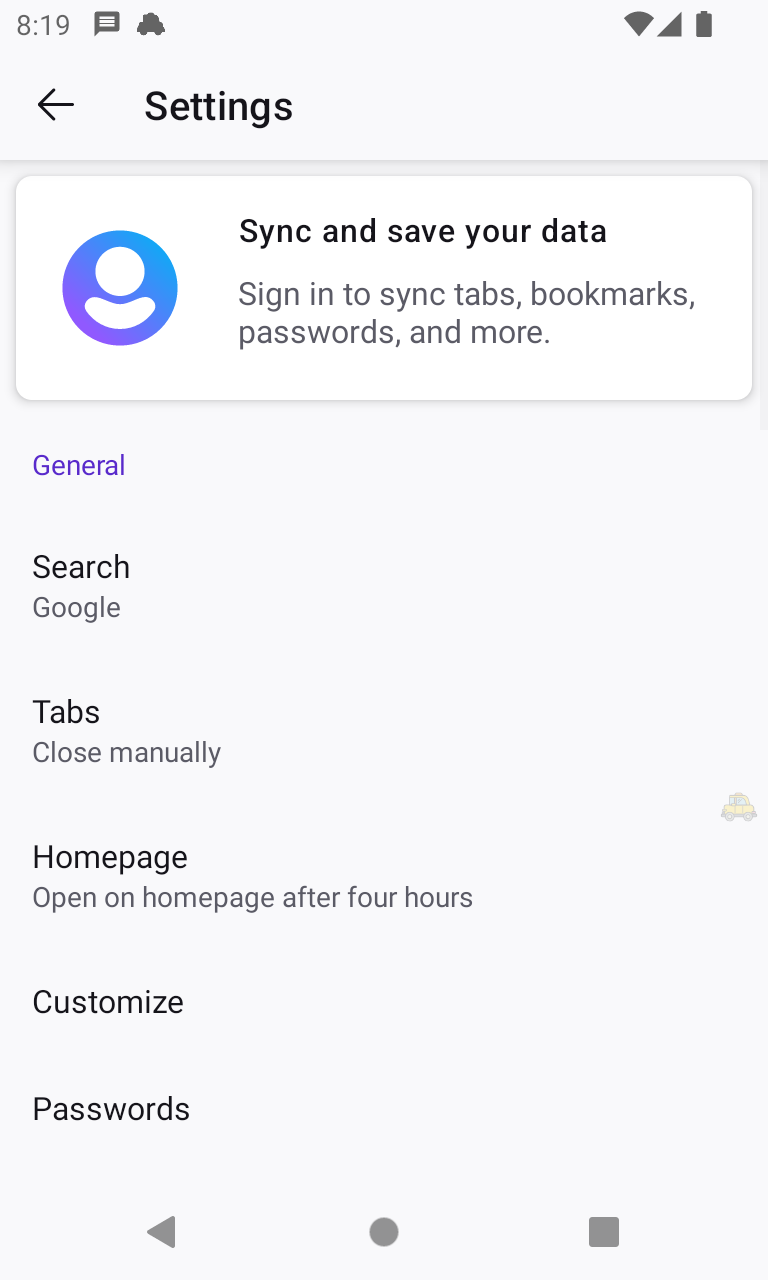 8:19
Settings
Sync and save your data
Sign in to sync tabs, bookmarks,
passwords, and more.
General
Search
Google
Tabs
Close manually
Homepage
Open on homepage after four hours
Customize
Passwords